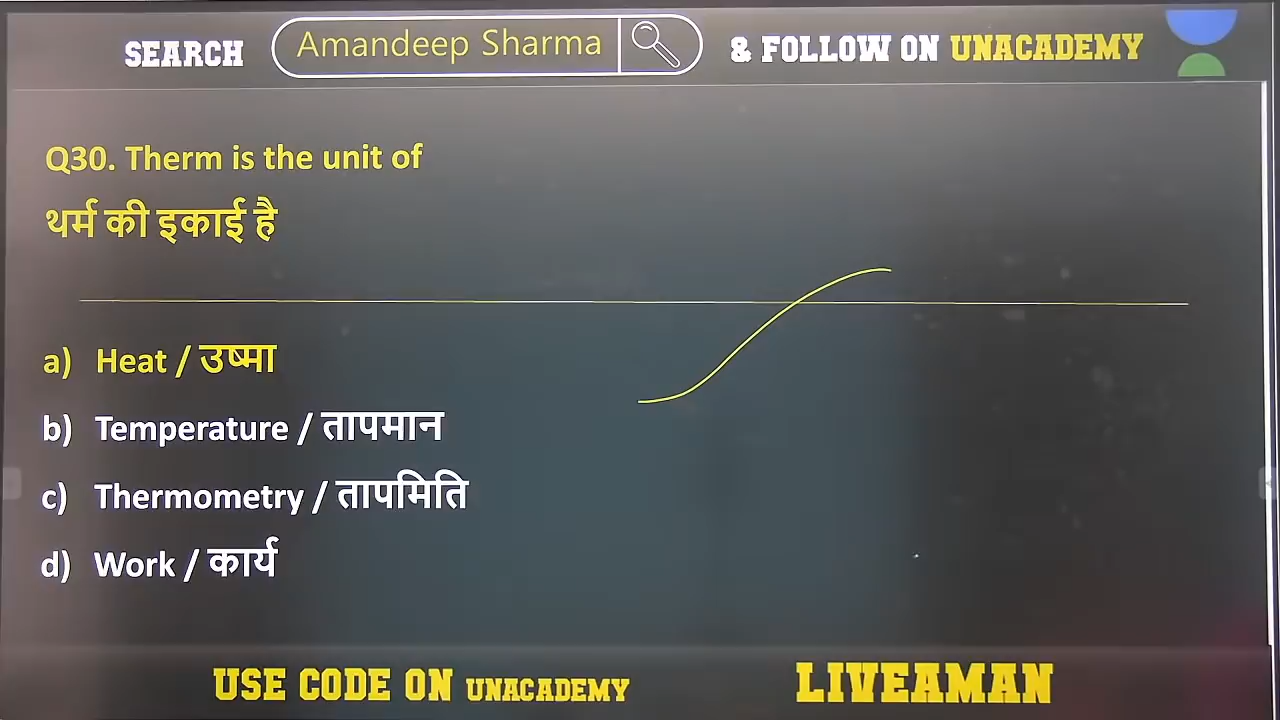 SEARCH Amandeep Sharma & FOLLOW ON UNACADEMY
Q30. Therm is the unit of
थर्म की इकाई है
a) Heat / उष्मा
b) Temperature / तापमान
c) Thermometry / तापमिति
d) Work / कार्य
USE CODE ON UNACADEMY LIVEAMAN